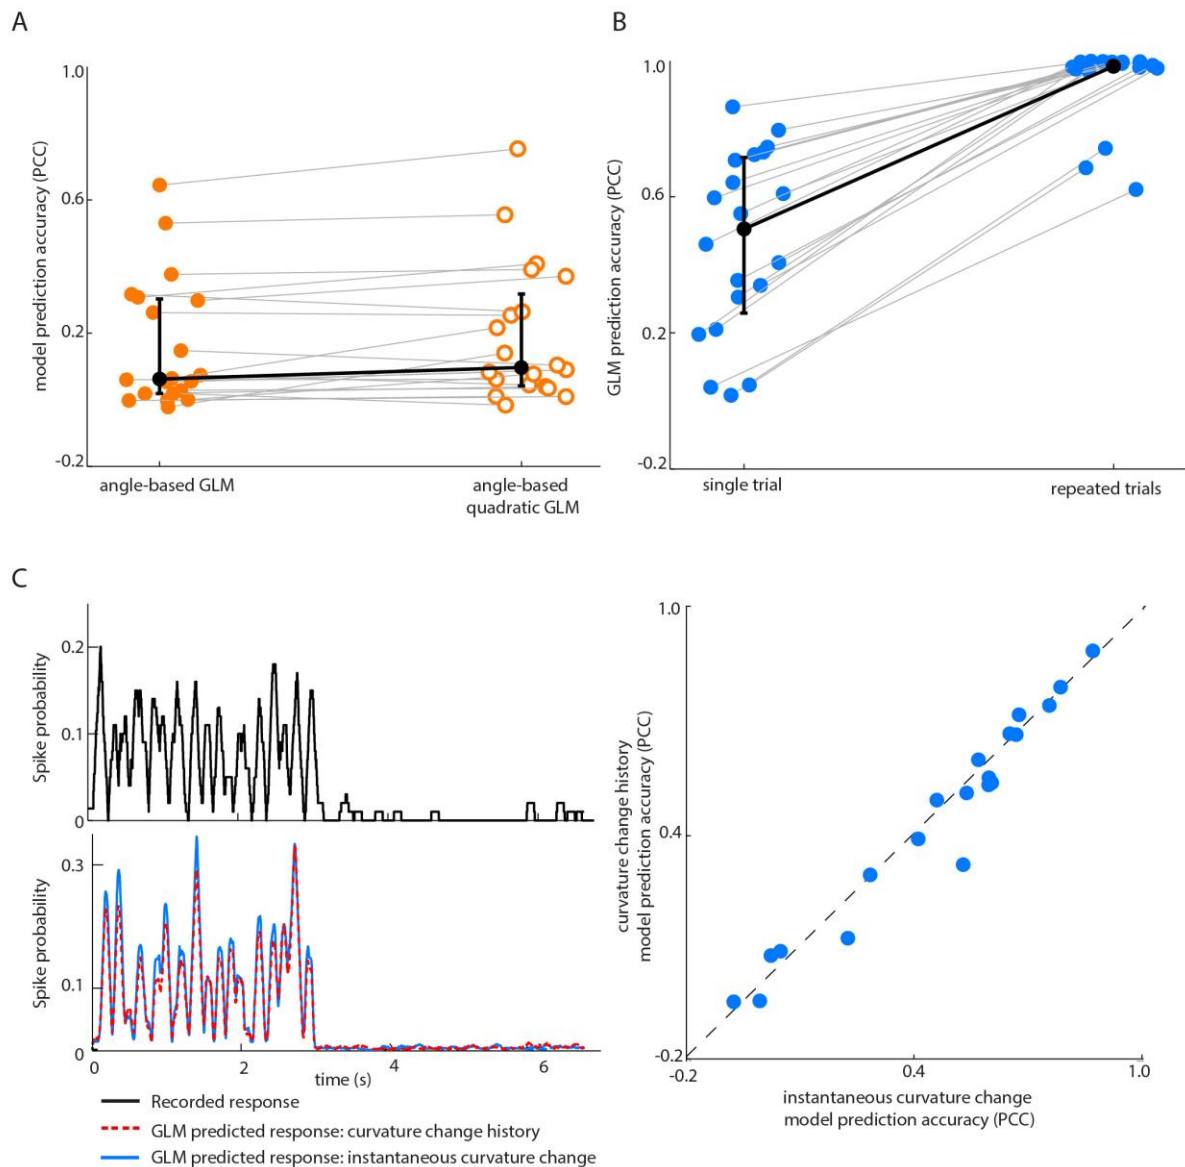 A
model prediction accuracy (PCC)
1.0
0.6
0.2
-0.2
angle-based GLM
angle-based
quadratic GLM
B
GLM prediction accuracy (PCC)
1.0
0.6
0.2
-0.2
single trial
repeated trials
C
Spike probability
0.2
0.1
0
Spike probability
0.3
0.1
0
0
2
4
6
time (s)
Recorded response
GLM predicted response: curvature change history
GLM predicted response: instantaneous curvature change
curvature change history
model prediction accuracy (PCC)
1.0
0.4
-0.2
-0.2
0.4
1.0
instantaneous curvature change
model prediction accuracy (PCC)